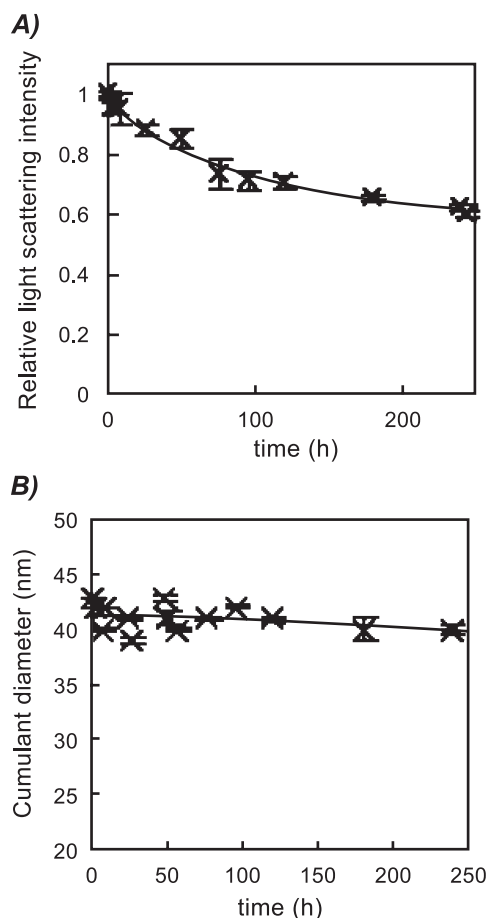 A)
Relative light scattering intensity
1
0.8
0.6
0.4
0.2
0
0 100 200
time (h)
B)
Cumulant diameter (nm)
50
45
40
35
30
25
20
0 50 100 150 200 250
time (h)